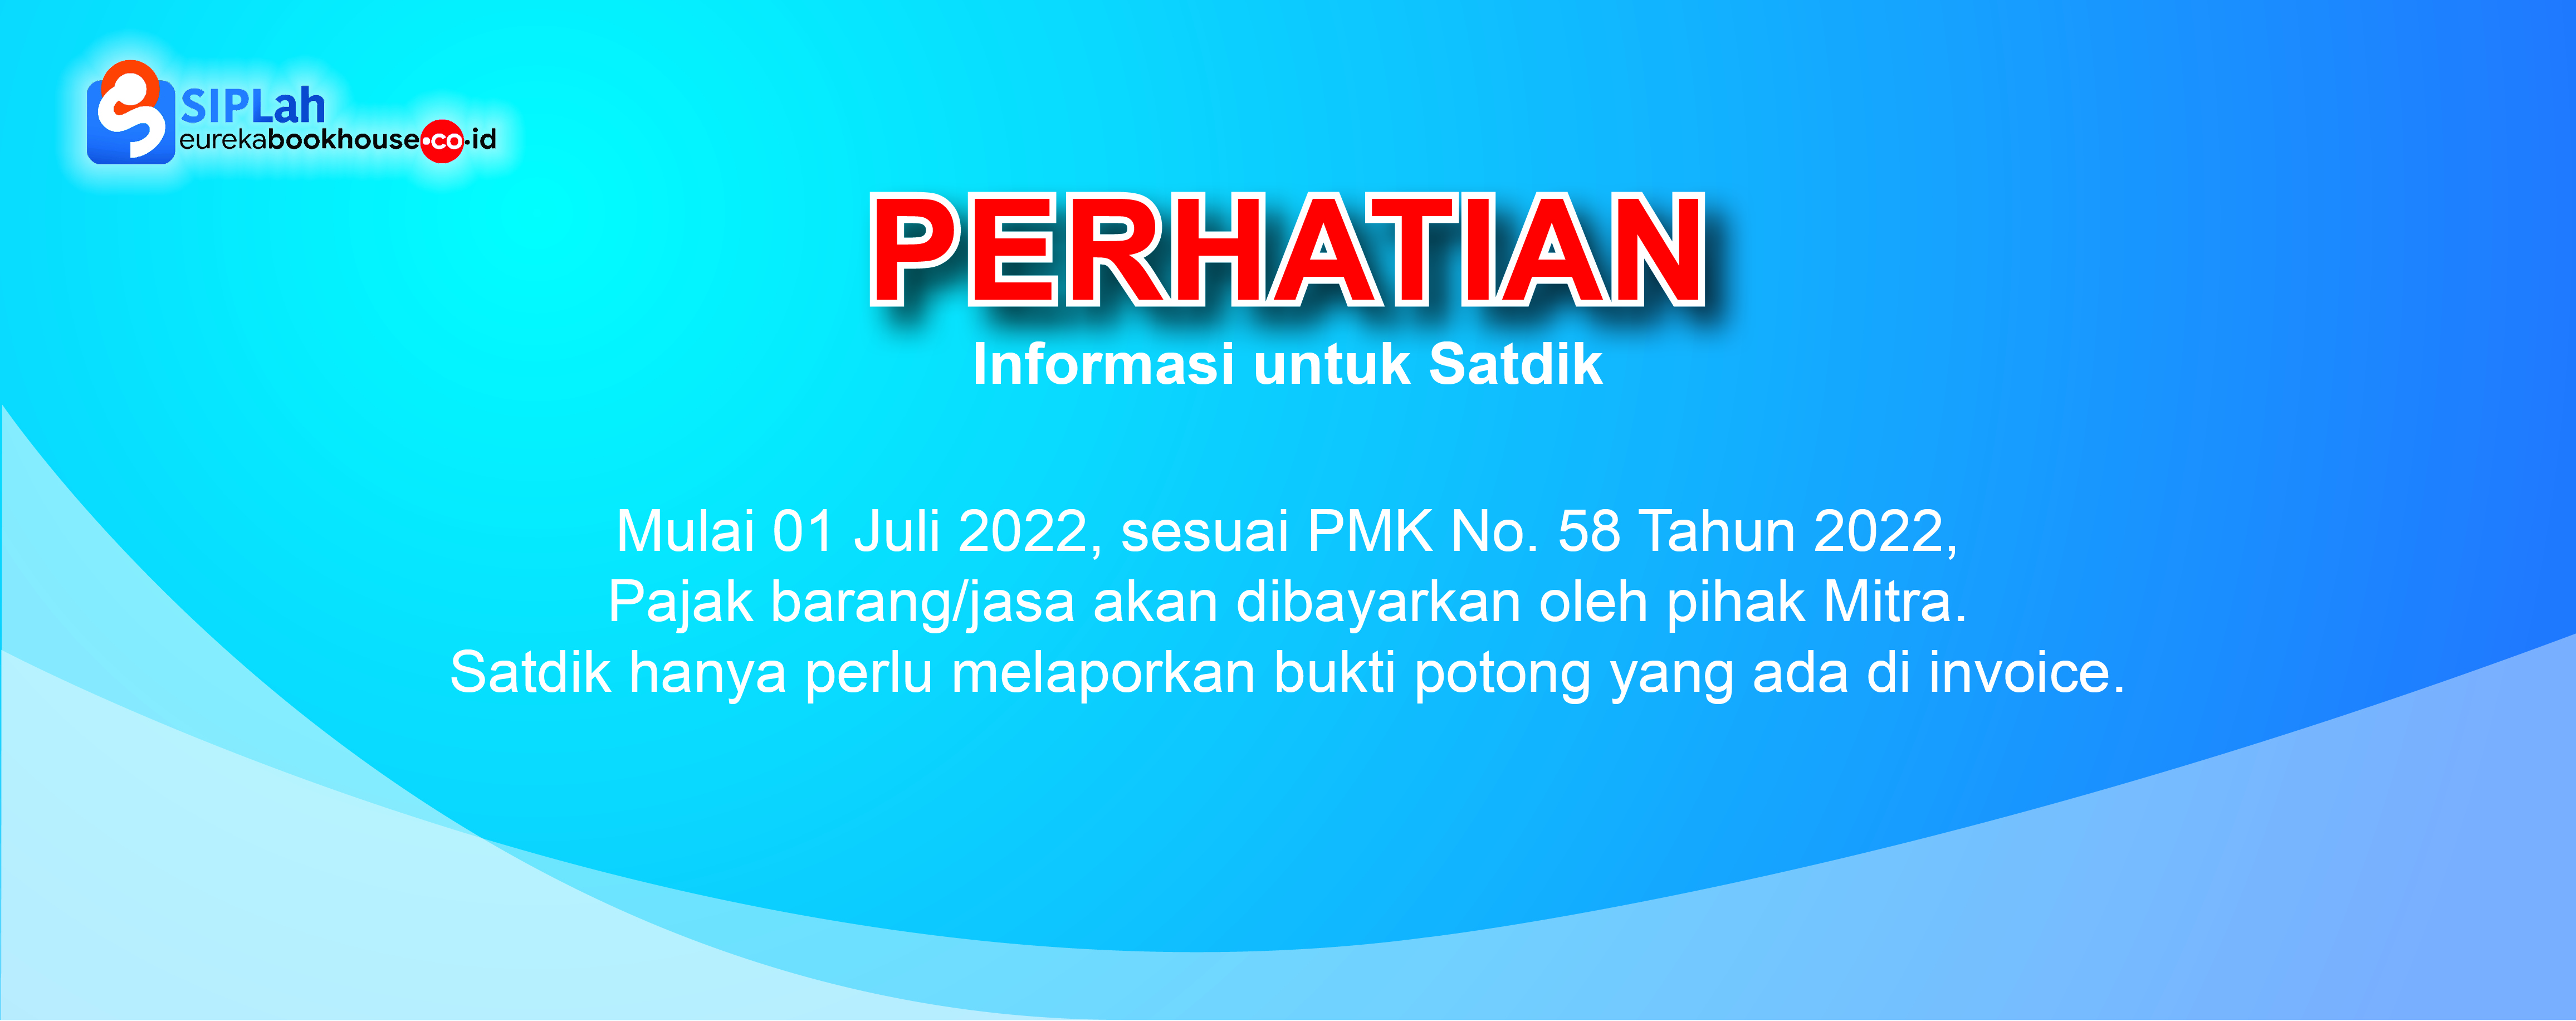 SIPLah
eurekabookhouse.co.id
PERHATIAN
Informasi untuk Satdik
Mulai 01 Juli 2022, sesuai PMK No. 58 Tahun 2022,
Pajak barang/jasa akan dibayarkan oleh pihak Mitra.
Satdik hanya perlu melaporkan bukti potong yang ada di invoice.